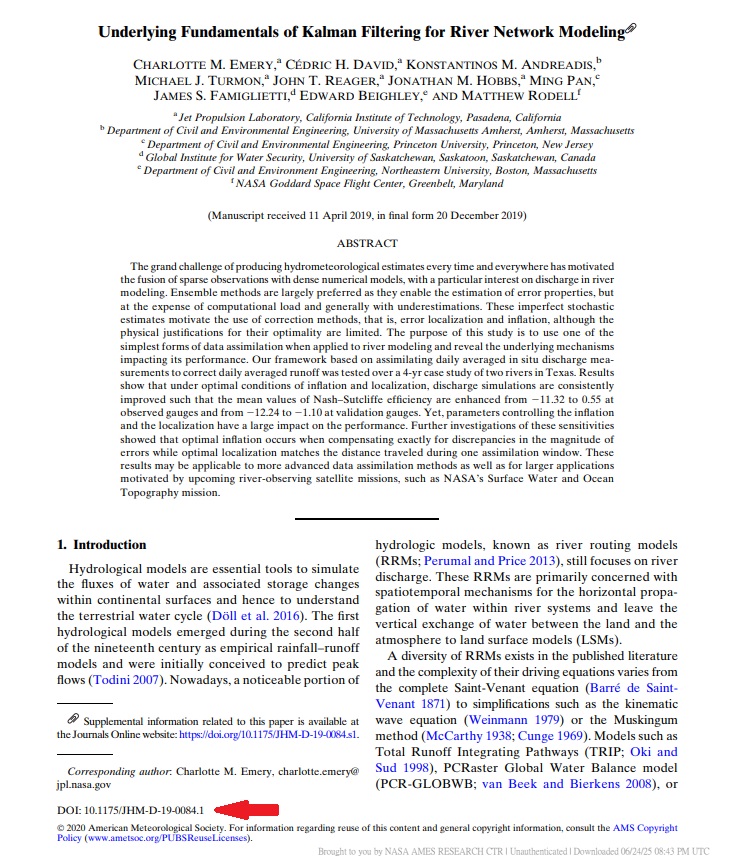 Underlying Fundamentals of Kalman Filtering for River Network Modeling
CHARLOTTE M. EMERY,a CÉDRIC H. DAVID,a KONSTANTINOS M. ANDREADIS,b
MICHAEL J. TURMON,a JOHN T. REAGER,a JONATHAN M. HOBBS,a MING PAN,c
JAMES S. FAMIGLIETTI,d EDWARD BEIGHLEY,e AND MATTHEW RODELLf
a Jet Propulsion Laboratory, California Institute of Technology, Pasadena, California
b Department of Civil and Environmental Engineering, University of Massachusetts Amherst, Amherst, Massachusetts
c Department of Civil and Environmental Engineering, Princeton University, Princeton, New Jersey
d Global Institute for Water Security, University of Saskatchewan, Saskatoon, Saskatchewan, Canada
e Department of Civil and Environment Engineering, Northeastern University, Boston, Massachusetts
f NASA Goddard Space Flight Center, Greenbelt, Maryland
(Manuscript received 11 April 2019, in final form 20 December 2019)
ABSTRACT
The grand challenge of producing hydrometeorological estimates every time and everywhere has motivated
the fusion of sparse observations with dense numerical models, with a particular interest on discharge in river
modeling. Ensemble methods are largely preferred as they enable the estimation of error properties, but
at the expense of computational load and generally with underestimations. These imperfect stochastic
estimates motivate the use of correction methods, that is, error localization and inflation, although the
physical justifications for their optimality are limited. The purpose of this study is to use one of the
simplest forms of data assimilation when applied to river modeling and reveal the underlying mechanisms
impacting its performance. Our framework based on assimilating daily averaged in situ discharge mea-
surements to correct daily averaged runoff was tested over a 4-yr case study of two rivers in Texas. Results
show that under optimal conditions of inflation and localization, discharge simulations are consistently
improved such that the mean values of Nash–Sutcliffe efficiency are enhanced from −11.32 to 0.55 at
observed gauges and from −12.24 to −1.10 at validation gauges. Yet, parameters controlling the inflation
and the localization have a large impact on the performance. Further investigations of these sensitivities
showed that optimal inflation occurs when compensating exactly for discrepancies in the magnitude of
errors while optimal localization matches the distance traveled during one assimilation window. These
results may be applicable to more advanced data assimilation methods as well as for larger applications
motivated by upcoming river-observing satellite missions, such as NASA's Surface Water and Ocean
Topography mission.
1. Introduction
Hydrological models are essential tools to simulate
the fluxes of water and associated storage changes
within continental surfaces and hence to understand
the terrestrial water cycle (Döll et al. 2016). The first
hydrological models emerged during the second half
of the nineteenth century as empirical rainfall–runoff
models and were initially conceived to predict peak
flows (Todini 2007). Nowadays, a noticeable portion of
Supplemental information related to this paper is available at
the Journals Online website: https://doi.org/10.1175/JHM-D-19-0084.s1.
Corresponding author: Charlotte M. Emery, charlotte.emery@
jpl.nasa.gov
hydrologic models, known as river routing models
(RRMs; Perumal and Price 2013), still focuses on river
discharge. These RRMs are primarily concerned with
spatiotemporal mechanisms for the horizontal propa-
gation of water within river systems and leave the
vertical exchange of water between the land and the
atmosphere to land surface models (LSMs).
A diversity of RRMs exists in the published literature
and the complexity of their driving equations varies from
the complete Saint-Venant equation (Barré de Saint-
Venant 1871) to simplifications such as the kinematic
wave equation (Weinmann 1979) or the Muskingum
method (McCarthy 1938; Cunge 1969). Models such as
Total Runoff Integrating Pathways (TRIP; Oki and
Sud 1998), PCRaster Global Water Balance model
(PCR-GLOBWB; van Beek and Bierkens 2008), or
DOI: 10.1175/JHM-D-19-0084.1
© 2020 American Meteorological Society. For information regarding reuse of this content and general copyright information, consult the AMS Copyright
Policy (www.ametsoc.org/PUBSReuseLicenses).
Brought to you by NASA AMES RESEARCH CTR | Unauthenticated | Downloaded 06/24/25 08:43 PM UTC